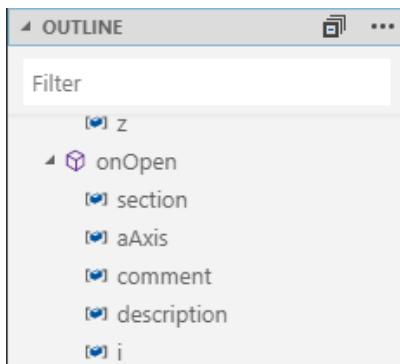 OUTLINE
Filter
z
onOpen
section
aAxis
comment
description
i